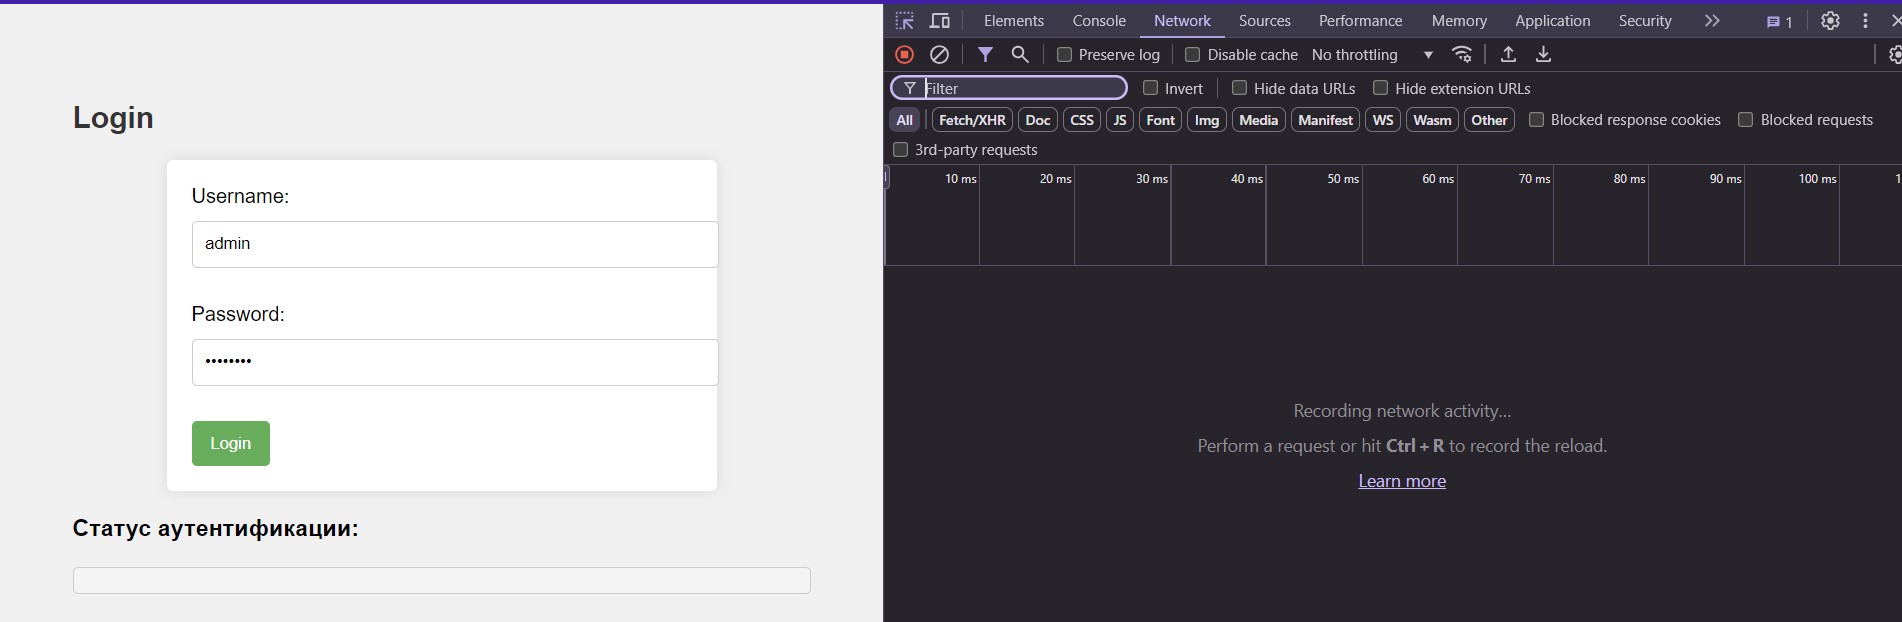 Login
Username:
admin
Password:
••••••••
Login
Статус аутентификации:
Elements Console Network Sources Performance Memory Application Security 1
Preserve log Disable cache No throttling
Filter Invert Hide data URLs Hide extension URLs
All Fetch/XHR Doc CSS JS Font Img Media Manifest WS Wasm Other Blocked response cookies Blocked requests
3rd-party requests
10 ms 20 ms 30 ms 40 ms 50 ms 60 ms 70 ms 80 ms 90 ms 100 ms 1
Recording network activity...
Perform a request or hit Ctrl + R to record the reload.
Learn more